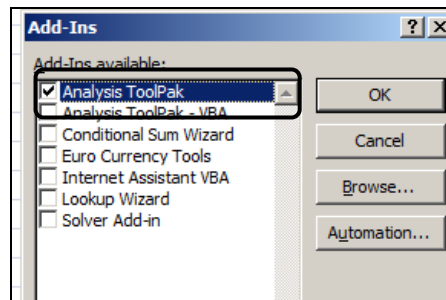 Add-Ins
Add-Ins available:
Analysis ToolPak
Analysis ToolPak - VBA
Conditional Sum Wizard
Euro Currency Tools
Internet Assistant VBA
Lookup Wizard
Solver Add-in
OK
Cancel
Browse...
Automation...